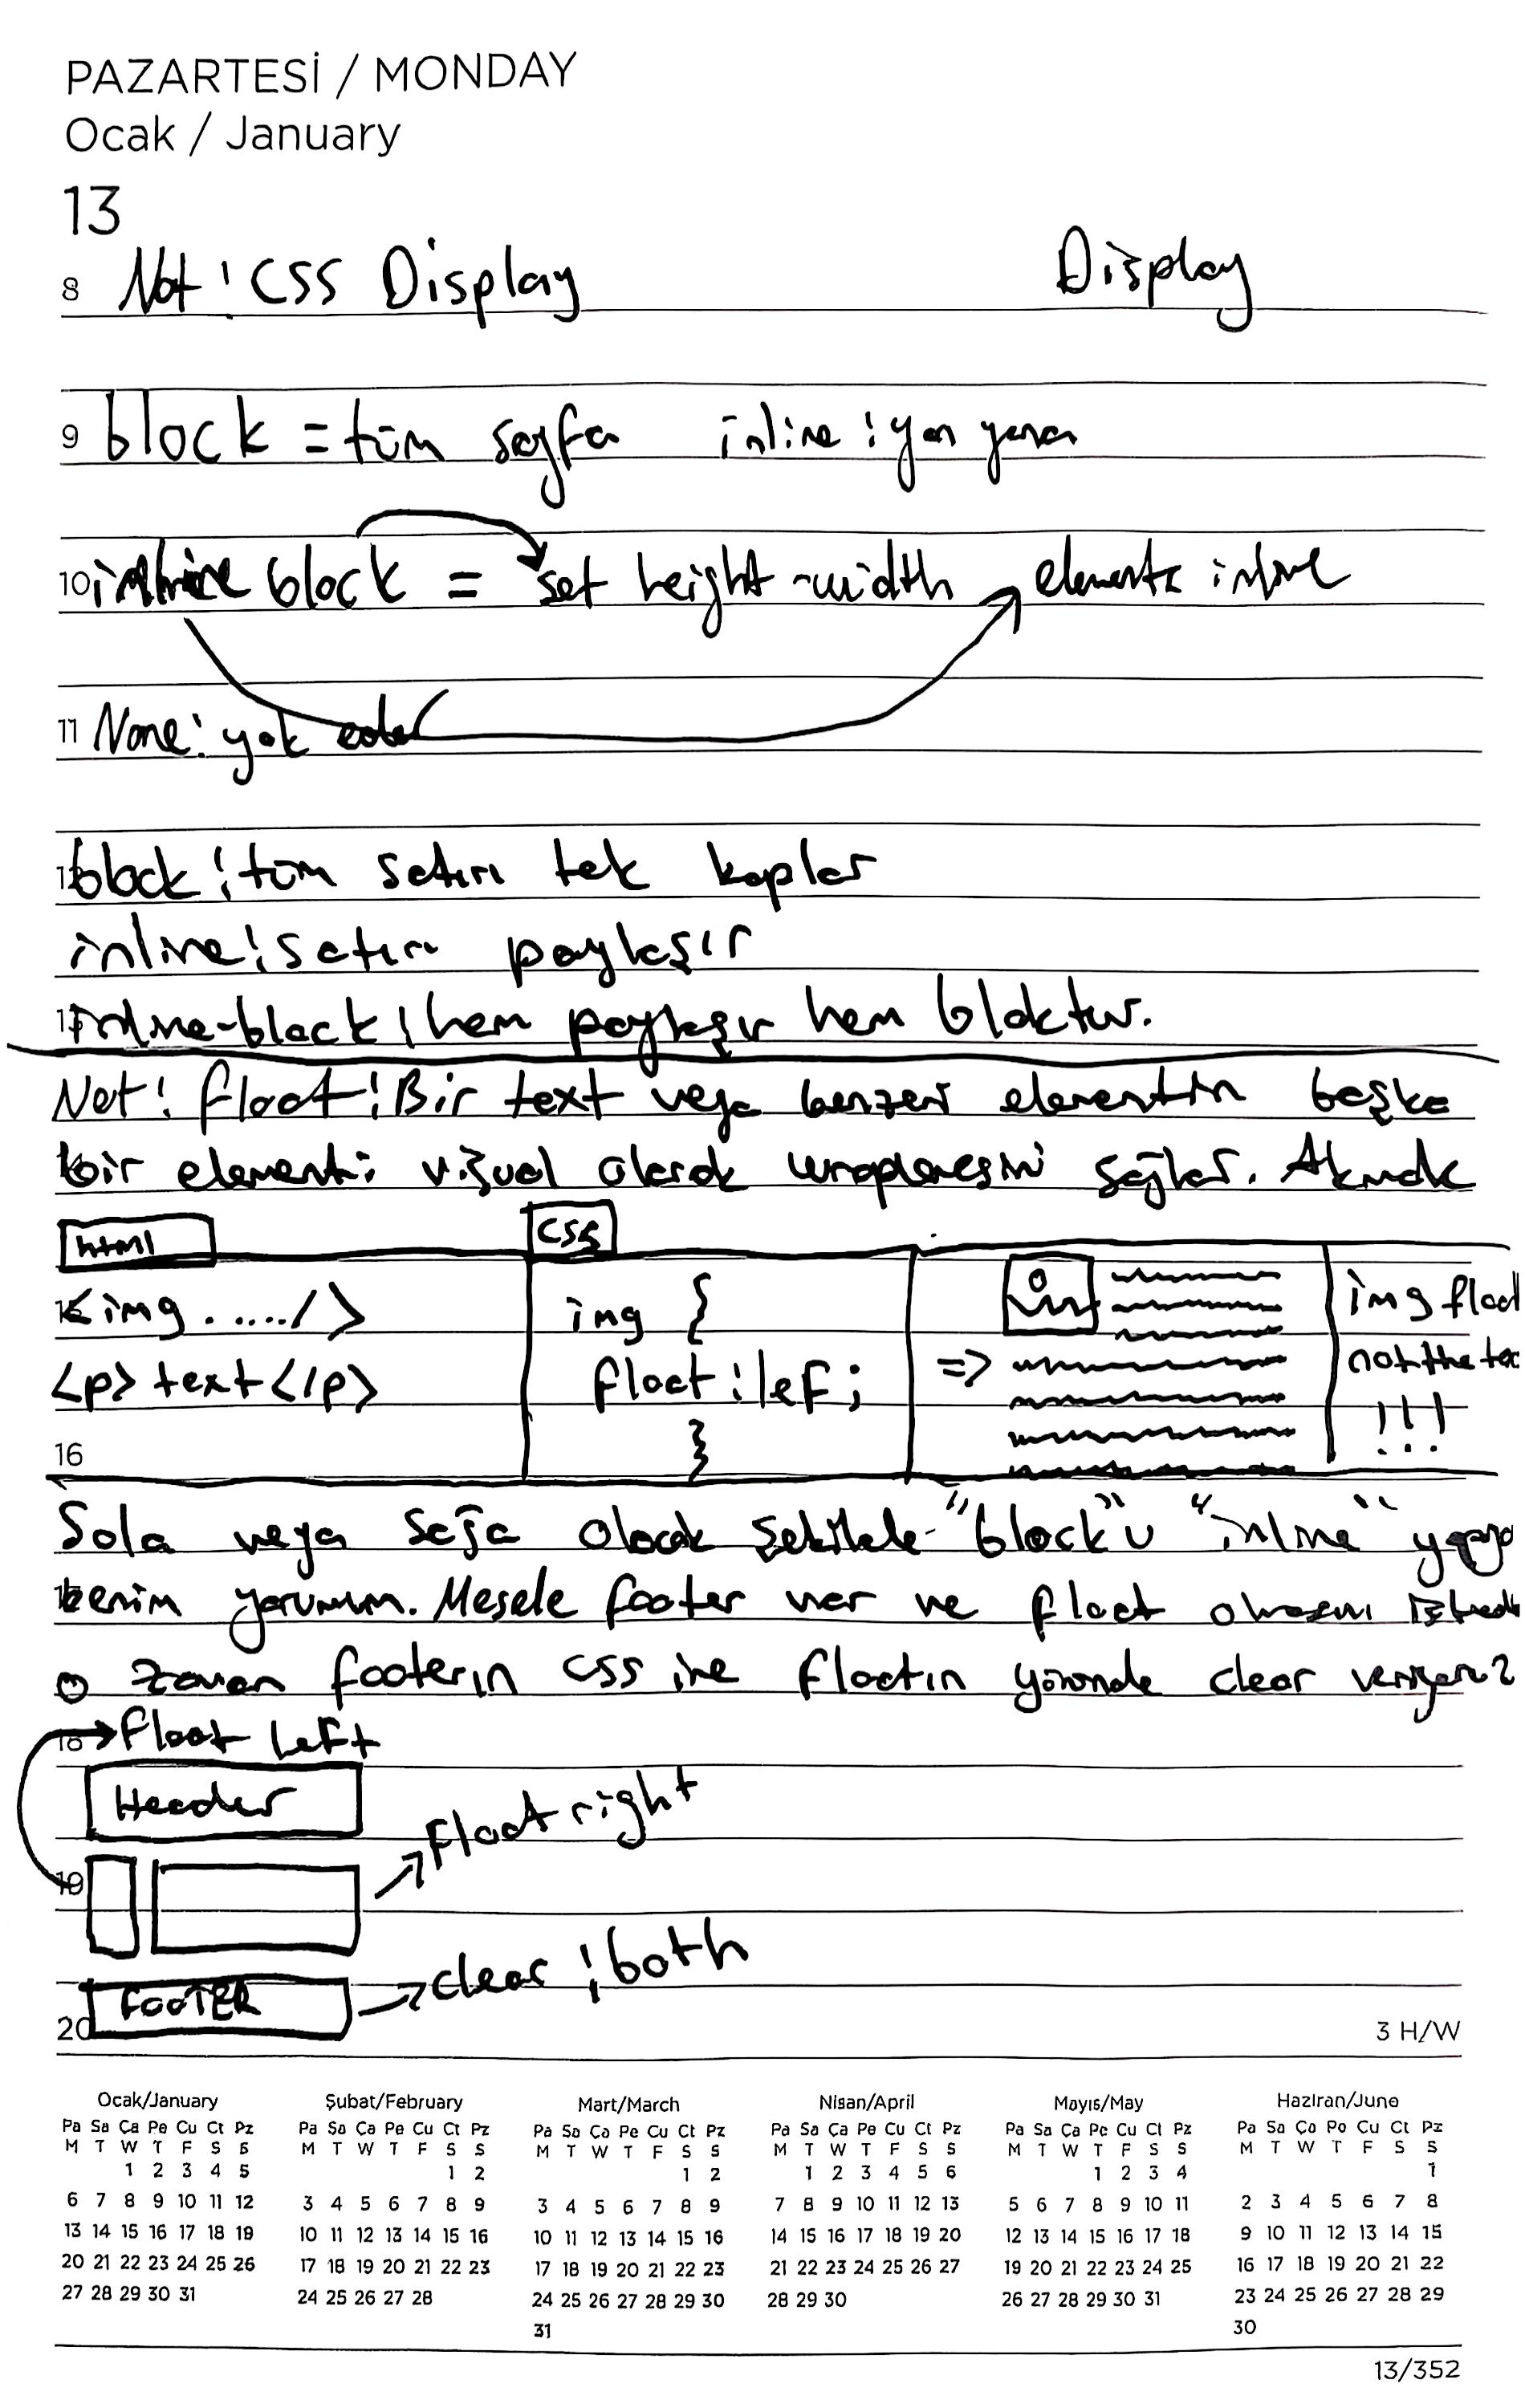 PAZARTESİ / MONDAY
Ocak / January
13
8 Not: CSS Display Display
9 block = tüm sayfa inline: yan yana
10 inline block = set height-width elements inline
11 None: yok eder
block: tüm satırı tek kaplar
inline: satırı paylaşır
inline-block: hem paylaşır hem bloktur.
Not: float: Bir text veya benzeri elementin başka
bir elementi visual olarak wraplamasını sağlar. Akmak
html CSS
<img ...../> img { img float
<p> text </p> float: lef; => not the tex
16 } !!!
Sola veya sağa olacak şekilde "block"u "inline"
benim yorumum. Mesela footer var ve float olmasını
o zaman footerın css ine floatın yönünde clear
18 float left
Header float right
19
FOOTER clear: both
20 3 H/W
Ocak/January Şubat/February Mart/March Nisan/April Mayıs/May Haziran/June
Pa Sa Ça Pe Cu Ct Pz Pa Sa Ça Pe Cu Ct Pz Pa Sa Ça Pe Cu Ct Pz Pa Sa Ça Pe Cu Ct Pz Pa Sa Ça Pe Cu Ct Pz Pa Sa Ça Pe Cu Ct Pz
M T W T F S S M T W T F S S M T W T F S S M T W T F S S M T W T F S S M T W T F S S
1 2 3 4 5 1 2 1 2 1 2 3 4 5 6 1 2 3 4 1
6 7 8 9 10 11 12 3 4 5 6 7 8 9 3 4 5 6 7 8 9 7 8 9 10 11 12 13 5 6 7 8 9 10 11 2 3 4 5 6 7 8
13 14 15 16 17 18 19 10 11 12 13 14 15 16 10 11 12 13 14 15 16 14 15 16 17 18 19 20 12 13 14 15 16 17 18 9 10 11 12 13 14 15
20 21 22 23 24 25 26 17 18 19 20 21 22 23 17 18 19 20 21 22 23 21 22 23 24 25 26 27 19 20 21 22 23 24 25 16 17 18 19 20 21 22
27 28 29 30 31 24 25 26 27 28 24 25 26 27 28 29 30 28 29 30 26 27 28 29 30 31 23 24 25 26 27 28 29
31 30
13/352